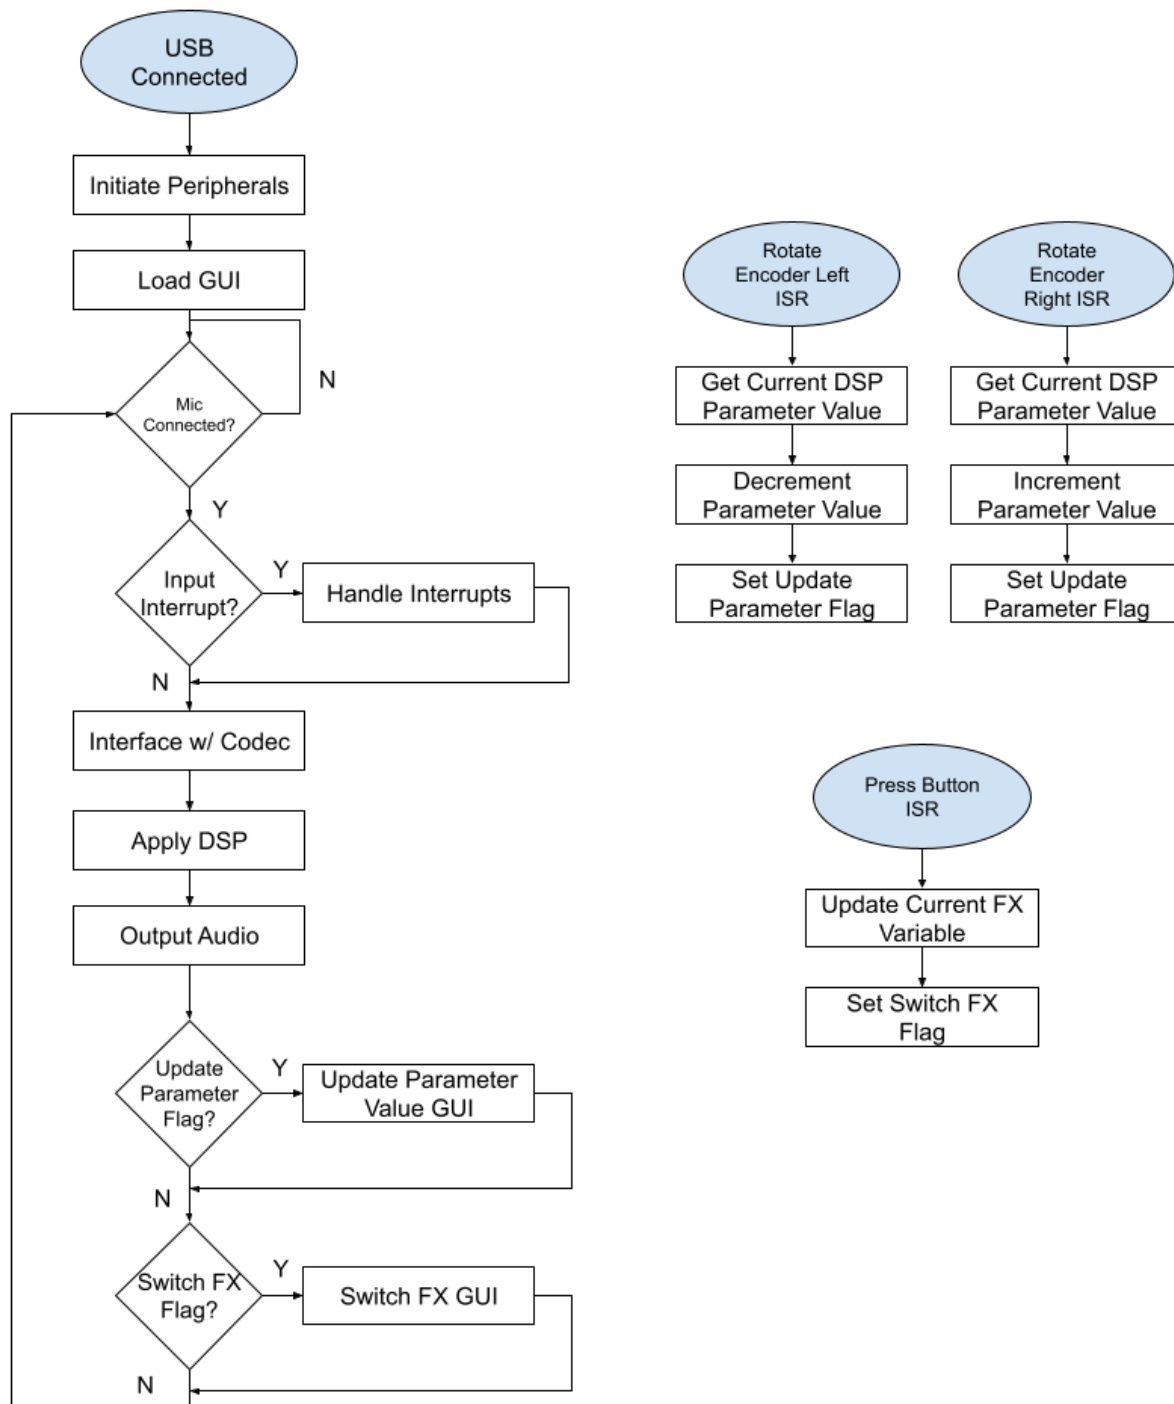 USB
Connected
Initiate Peripherals
Load GUI
N
Mic
Connected?
Y
Input
Interrupt?
Y
Handle Interrupts
N
Interface w/ Codec
Apply DSP
Output Audio
Update
Parameter
Flag?
Y
Update Parameter
Value GUI
N
Switch FX
Flag?
Y
Switch FX GUI
N
Rotate
Encoder Left
ISR
Get Current DSP
Parameter Value
Decrement
Parameter Value
Set Update
Parameter Flag
Rotate
Encoder
Right ISR
Get Current DSP
Parameter Value
Increment
Parameter Value
Set Update
Parameter Flag
Press Button
ISR
Update Current FX
Variable
Set Switch FX
Flag